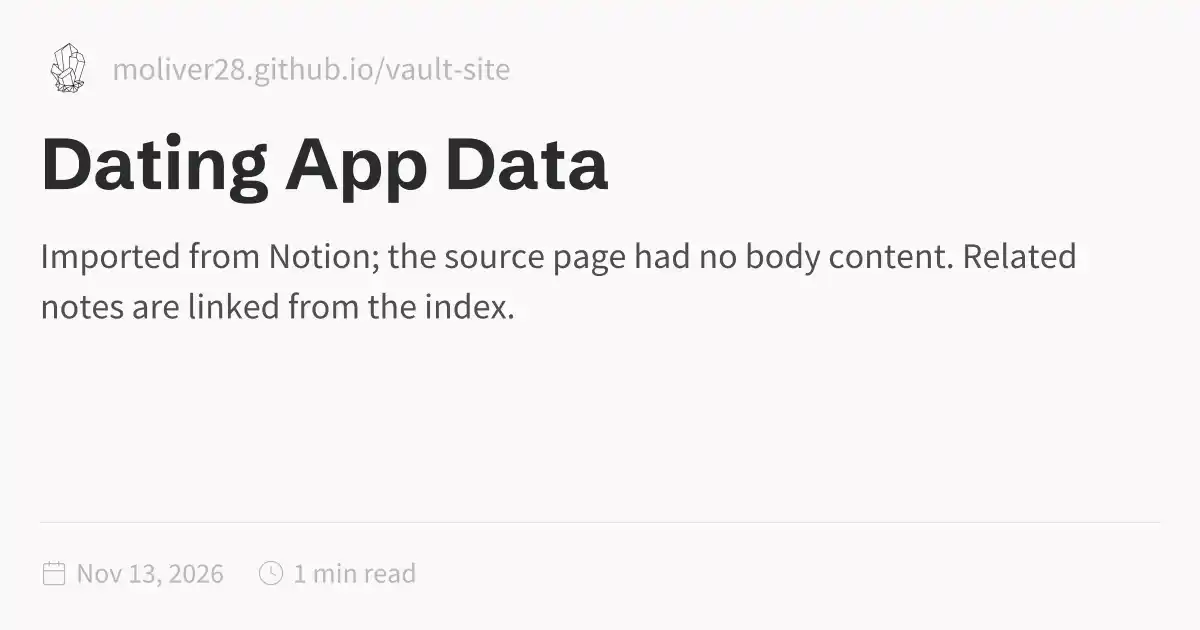 moliver28.github.io/vault-site
Dating App Data
Imported from Notion; the source page had no body content. Related
notes are linked from the index.
Nov 13, 2026
1 min read